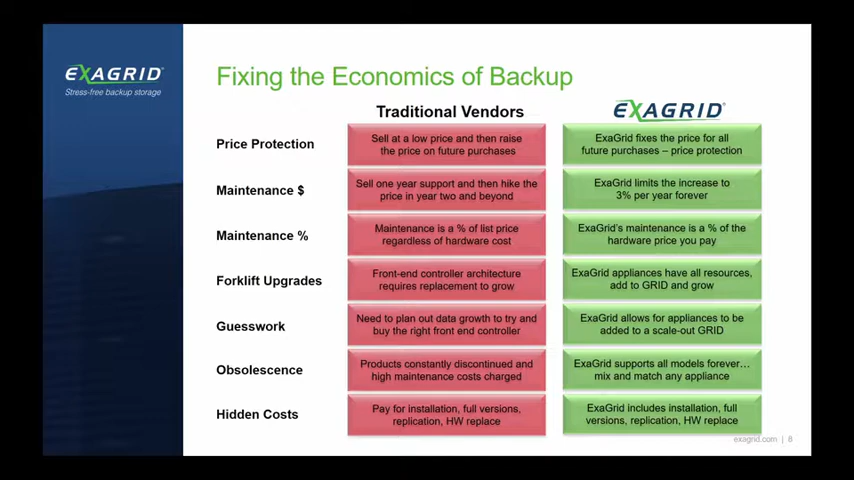 EXAGRID
Stress-free backup storage
Fixing the Economics of Backup
Traditional Vendors
EXAGRID
Price Protection
Sell at a low price and then raise
the price on future purchases
ExaGrid fixes the price for all
future purchases – price protection
Maintenance $
Sell one year support and then hike the
price in year two and beyond
ExaGrid limits the increase to
3% per year forever
Maintenance %
Maintenance is a % of list price
regardless of hardware cost
ExaGrid's maintenance is a % of the
hardware price you pay
Forklift Upgrades
Front-end controller architecture
requires replacement to grow
ExaGrid appliances have all resources,
add to GRID and grow
Guesswork
Need to plan out data growth to try and
buy the right front end controller
ExaGrid allows for appliances to be
added to a scale-out GRID
Obsolescence
Products constantly discontinued and
high maintenance costs charged
ExaGrid supports all models forever…
mix and match any appliance
Hidden Costs
Pay for installation, full versions,
replication, HW replace
ExaGrid includes installation, full
versions, replication, HW replace
exagrid.com | 8